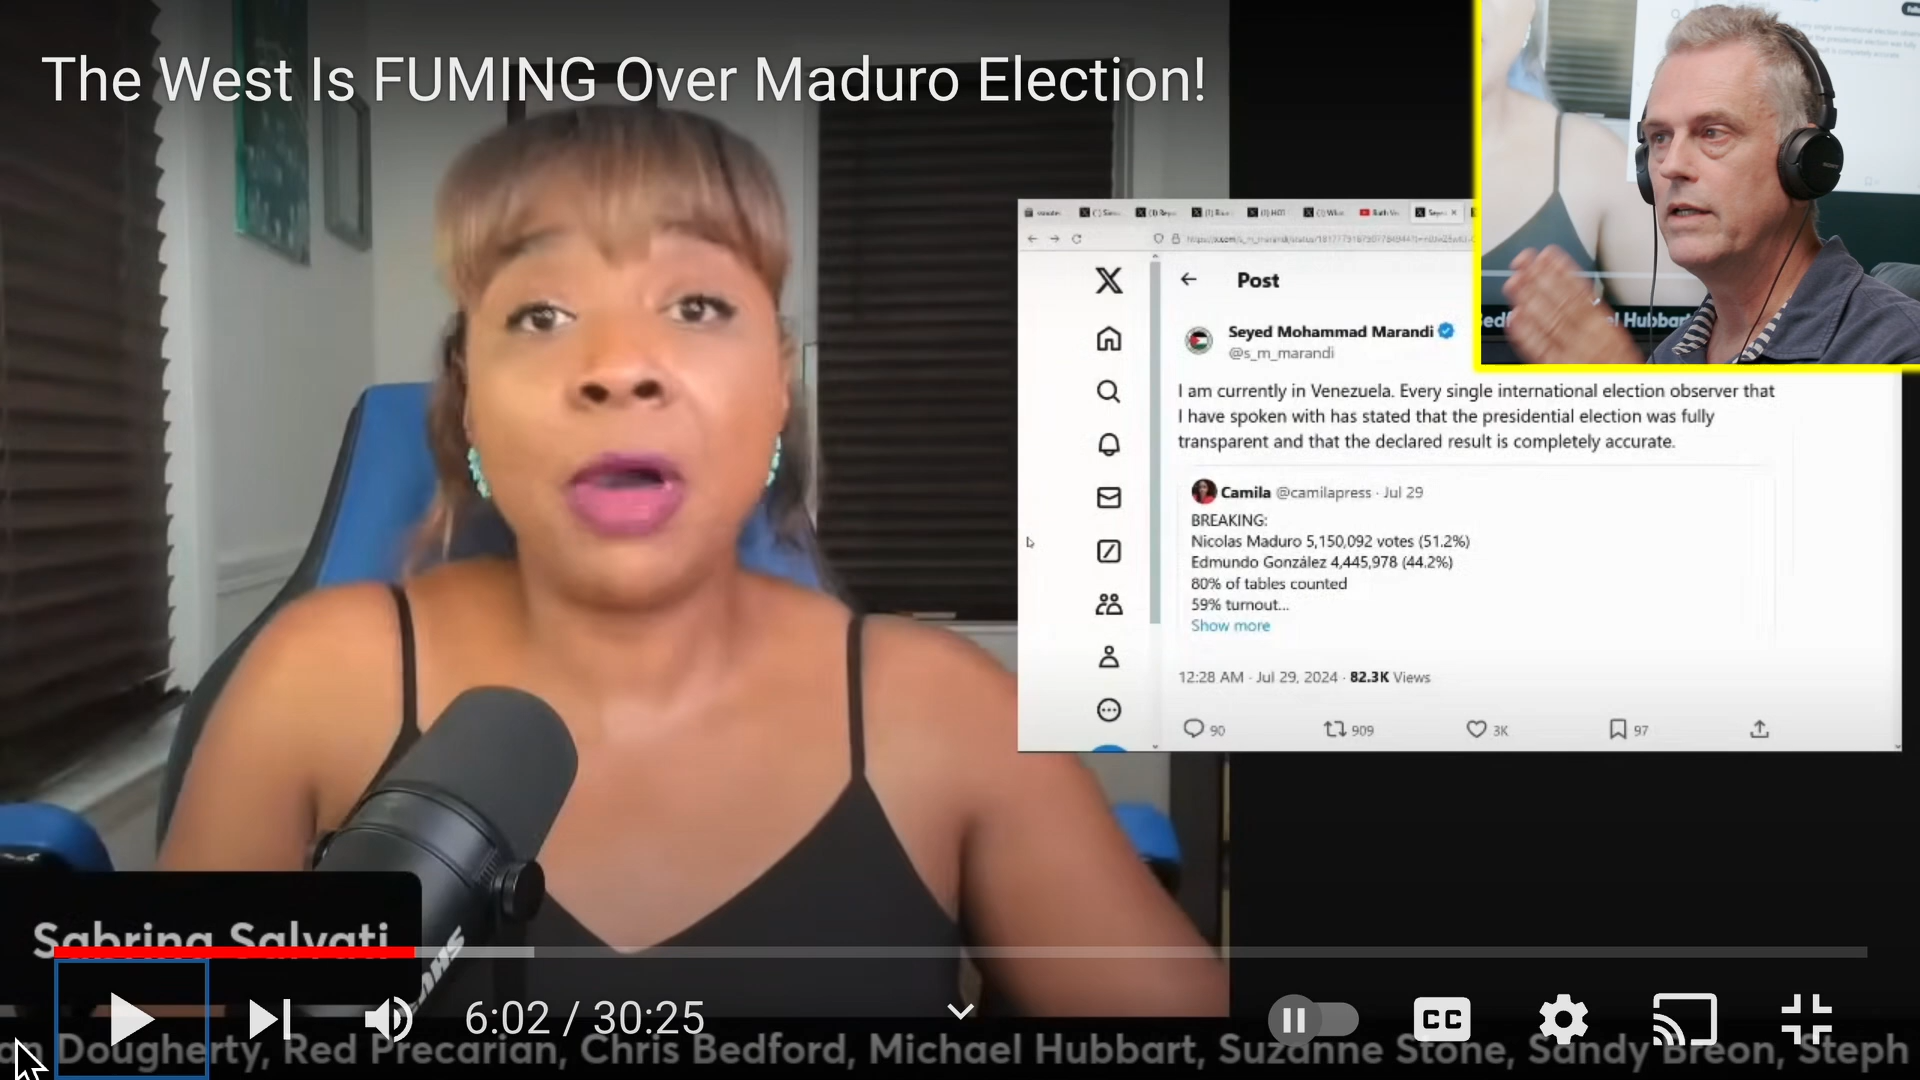 The West Is FUMING Over Maduro Election!
Post
Seyed Mohammad Marandi
@s_m_marandi
I am currently in Venezuela. Every single international election observer that
I have spoken with has stated that the presidential election was fully
transparent and that the declared result is completely accurate.
Camila @camilapress · Jul 29
BREAKING:
Nicolas Maduro 5,150,092 votes (51.2%)
Edmundo González 4,445,978 (44.2%)
80% of tables counted
59% turnout...
Show more
12:28 AM · Jul 29, 2024 · 82.3K Views
90 909 3K 97
Hubbar
Sabrina Salvati
6:02 / 30:25
CC
an Dougherty, Red Precarian, Chris Bedford, Michael Hubbart, Suzanne Stone, Sandy Breon, Steph